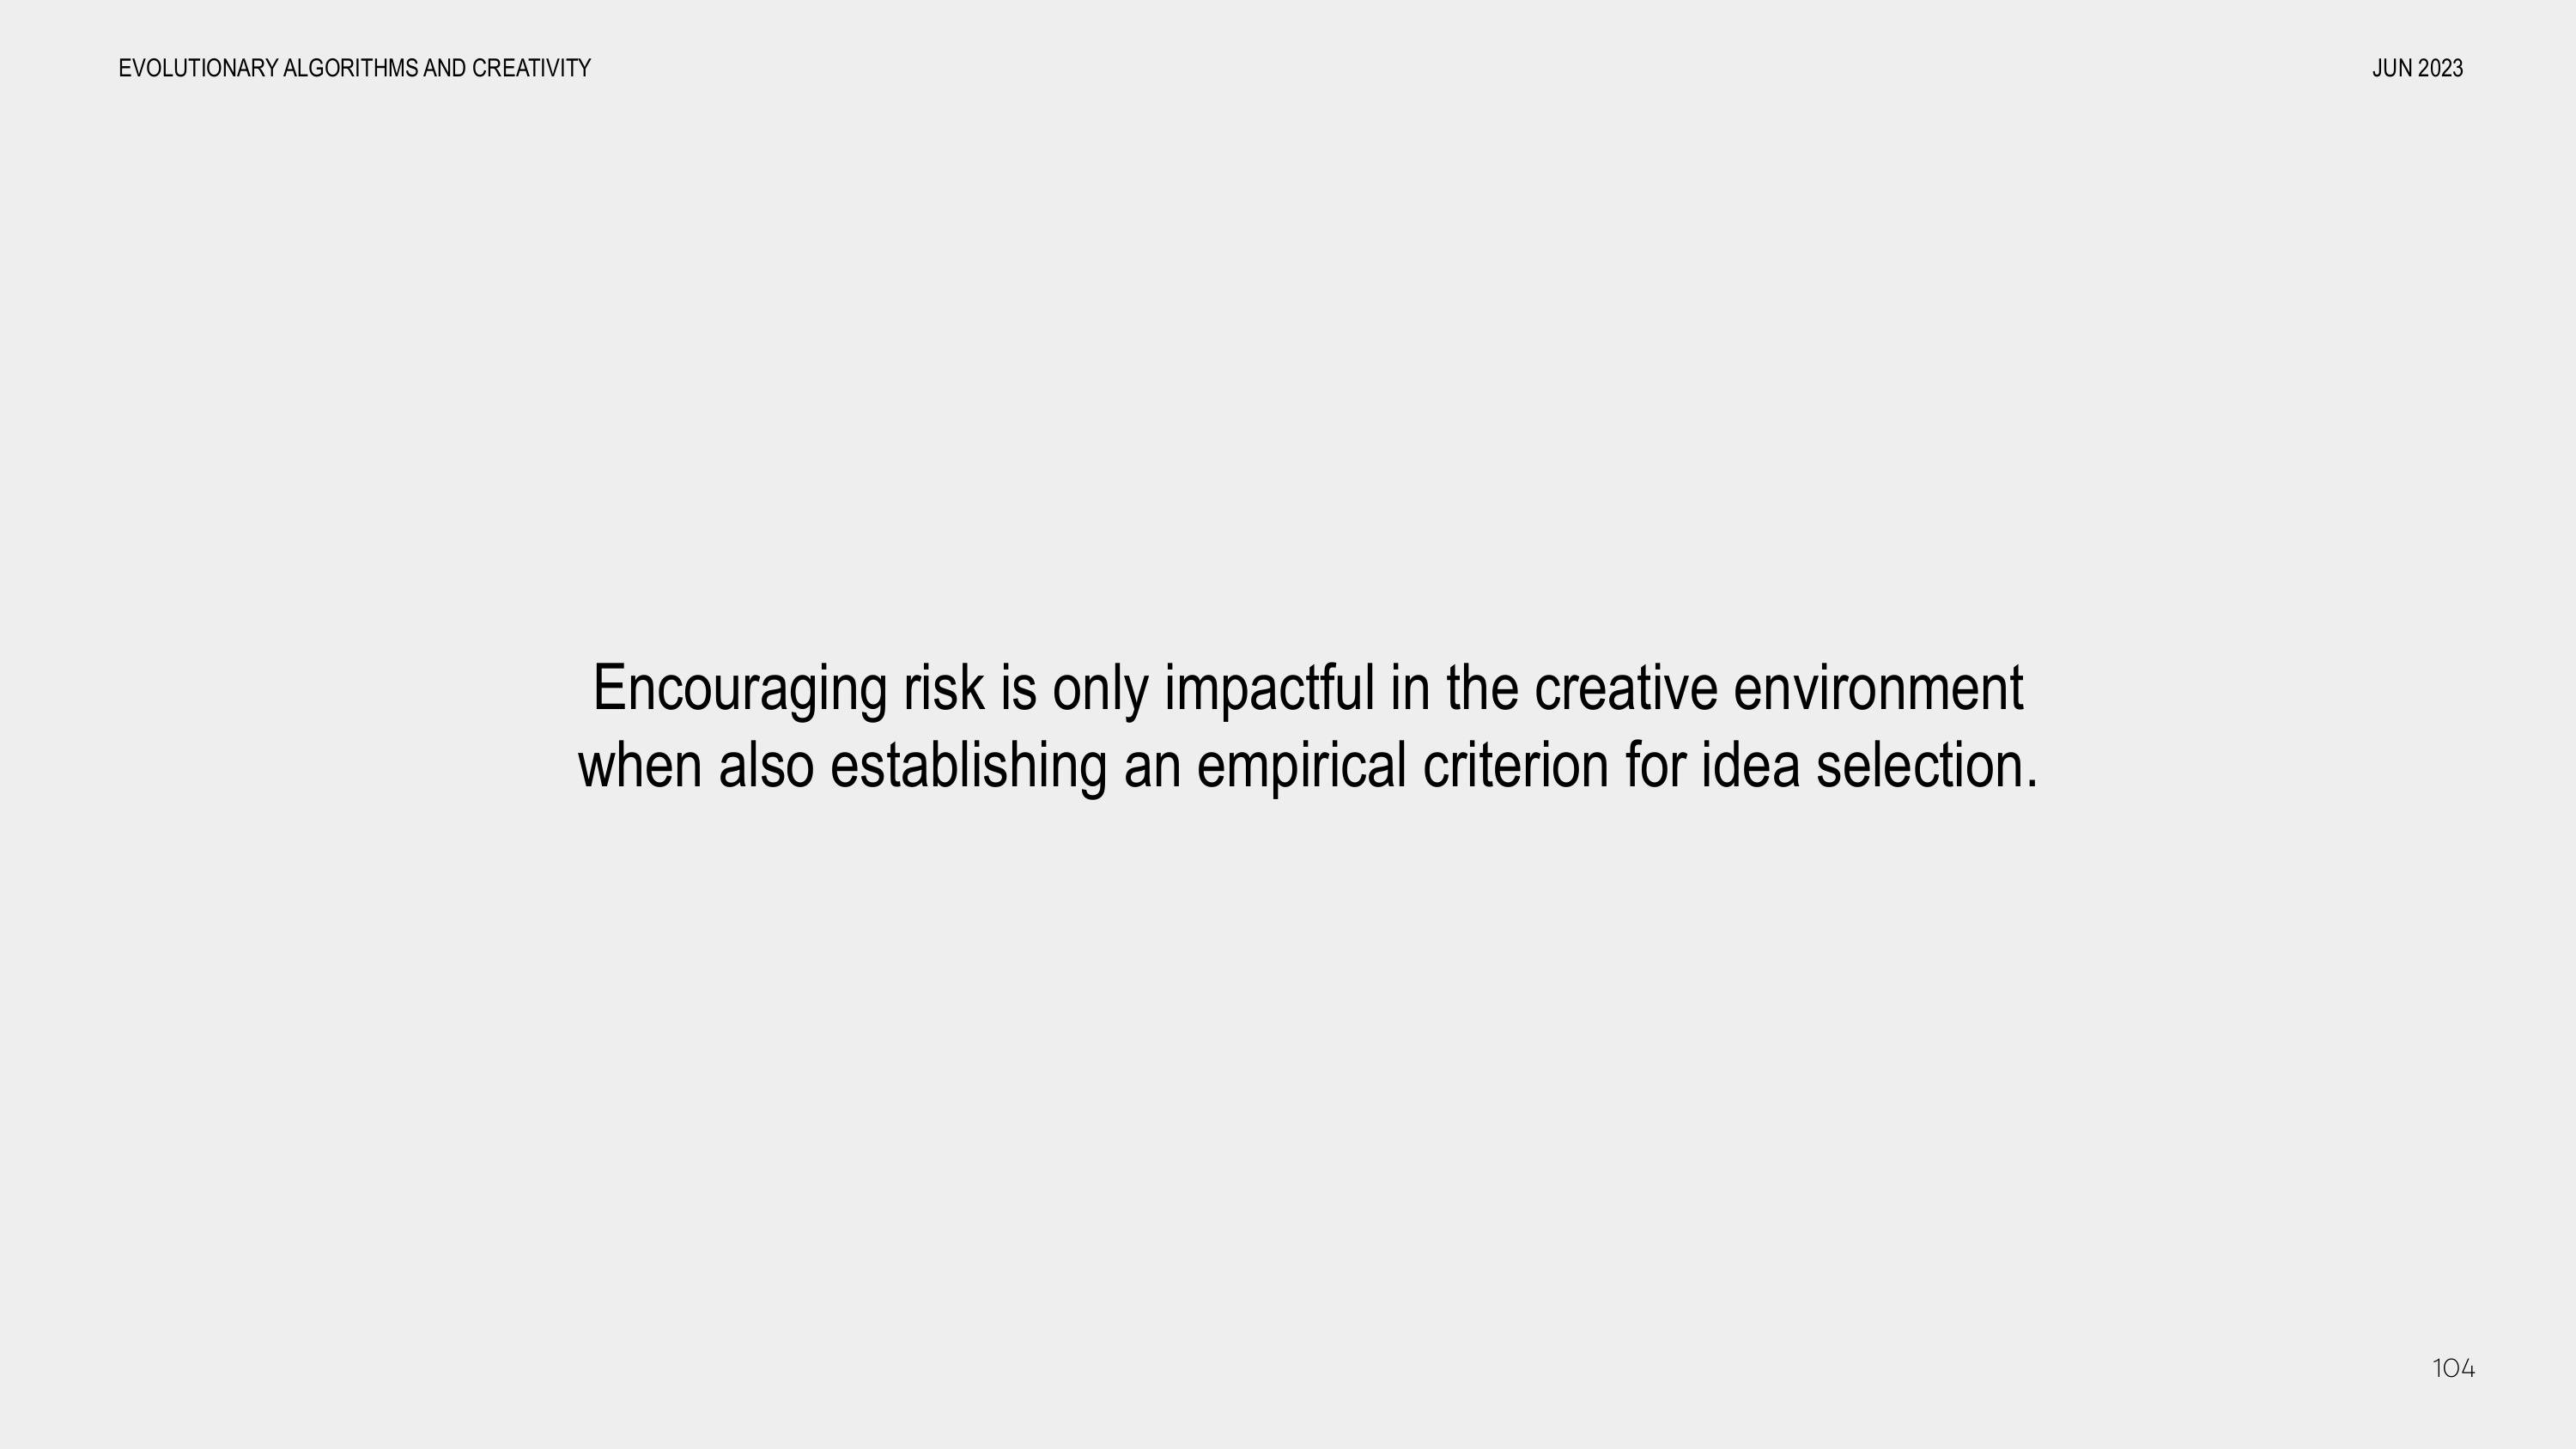 EVOLUTIONARY ALGORITHMS AND CREATIVITY
JUN 2023
Encouraging risk is only impactful in the creative environment
when also establishing an empirical criterion for idea selection.
104